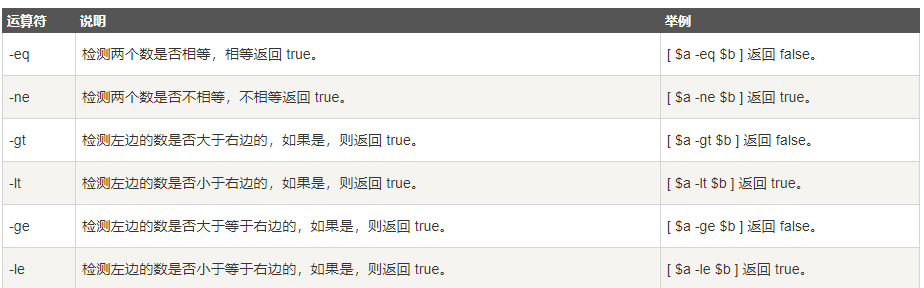 运算符 说明 举例
-eq 检测两个数是否相等，相等返回 true。 [ $a -eq $b ] 返回 false。
-ne 检测两个数是否不相等，不相等返回 true。 [ $a -ne $b ] 返回 true。
-gt 检测左边的数是否大于右边的，如果是，则返回 true。 [ $a -gt $b ] 返回 false。
-lt 检测左边的数是否小于右边的，如果是，则返回 true。 [ $a -lt $b ] 返回 true。
-ge 检测左边的数是否大于等于右边的，如果是，则返回 true。 [ $a -ge $b ] 返回 false。
-le 检测左边的数是否小于等于右边的，如果是，则返回 true。 [ $a -le $b ] 返回 true。